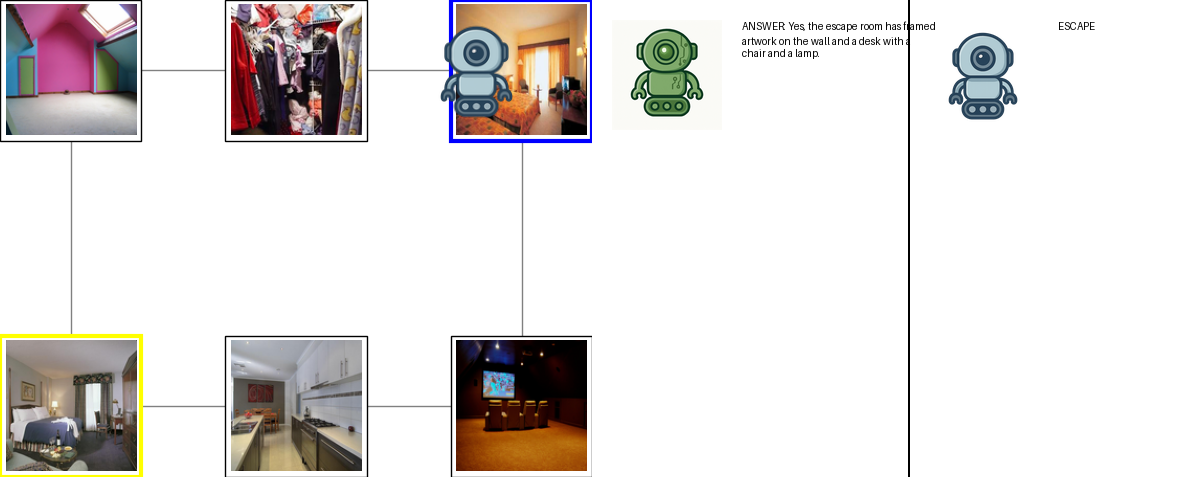 ANSWER: Yes, the escape room has framed
artwork on the wall and a desk with a
chair and a lamp.
ESCAPE